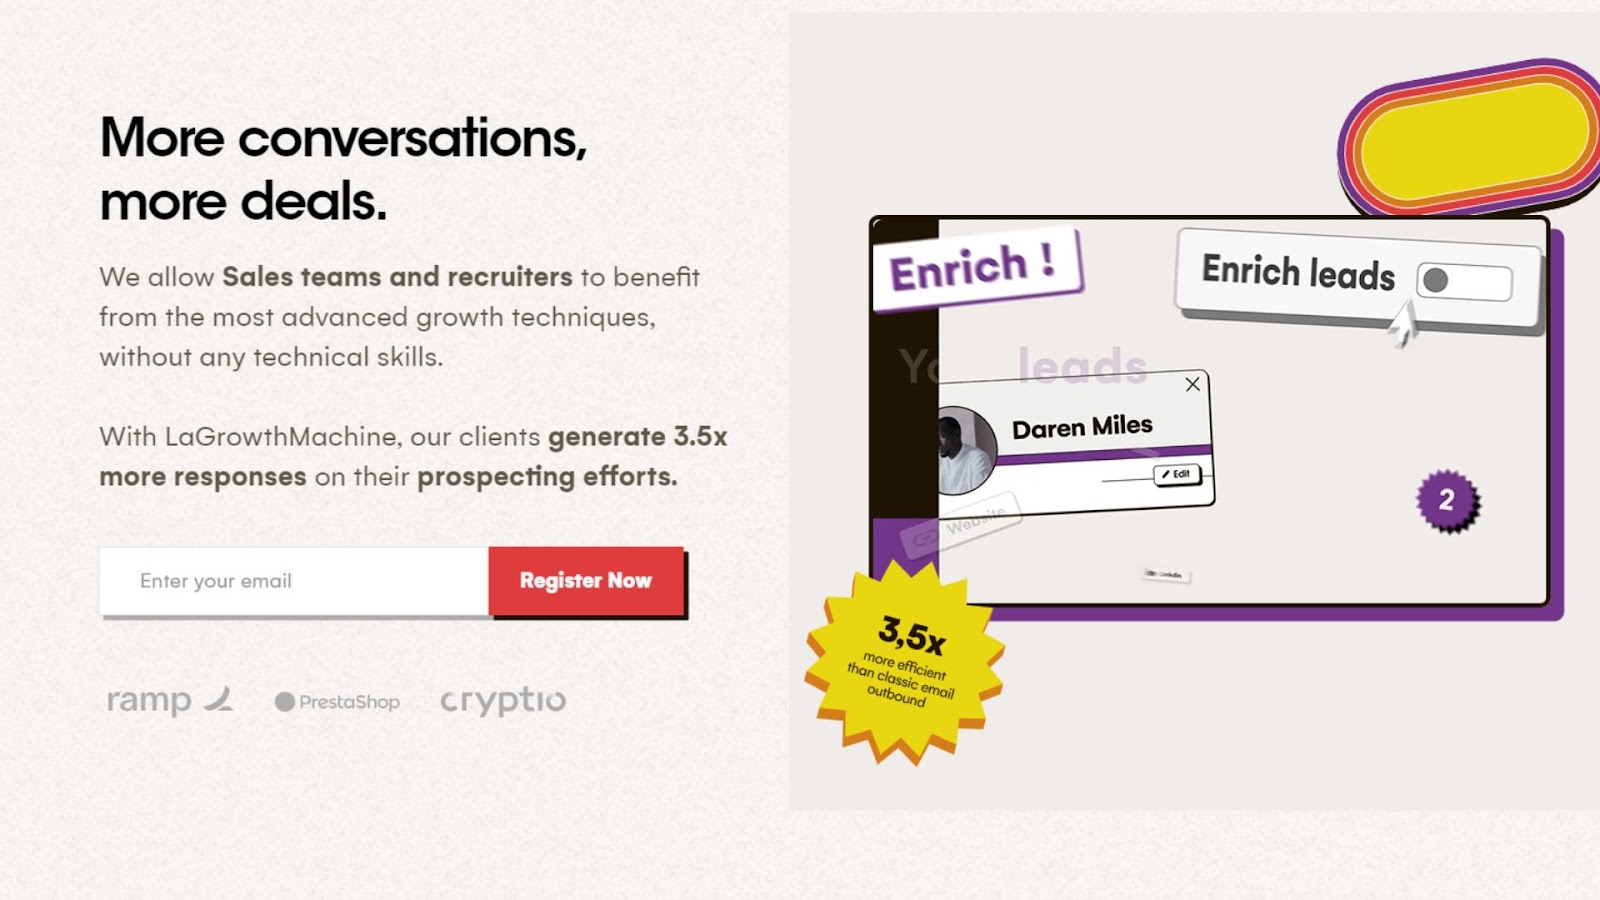 More conversations,
more deals.
We allow Sales teams and recruiters to benefit
from the most advanced growth techniques,
without any technical skills.
With LaGrowthMachine, our clients generate 3.5x
more responses on their prospecting efforts.
Enter your email
Register Now
ramp
PrestaShop
cryptio
Enrich !
Enrich leads
leads
Daren Miles
Edit
Website
2
3,5x
more efficient
than classic email
outbound